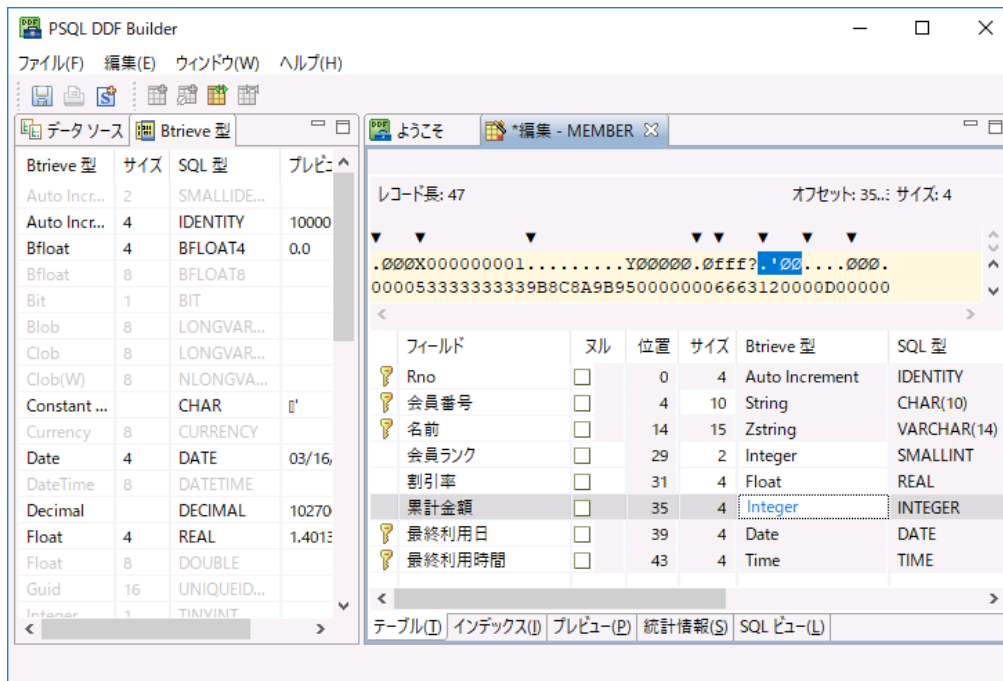 PSQL DDF Builder
ファイル(F) 編集(E) ウィンドウ(W) ヘルプ(H)
データ ソース Btrieve 型
Btrieve 型 サイズ SQL 型 プレビュ
Auto Incr... 2 SMALLIDE...
Auto Incr... 4 IDENTITY 10000
Bfloat 4 BFLOAT4 0.0
Bfloat 8 BFLOAT8
Bit 1 BIT
Blob 8 LONGVAR...
Clob 8 LONGVAR...
Clob(W) 8 NLONGVA...
Constant ... CHAR
Currency 8 CURRENCY
Date 4 DATE 03/16/
DateTime 8 DATETIME
Decimal DECIMAL 10270
Float 4 REAL 1.4013
Float 8 DOUBLE
Guid 16 UNIQUEID...
Integer 1 TINYINT
ようこそ *編集 - MEMBER
レコード長: 47 オフセット: 35..: サイズ: 4
.ØØØX000000001.........YØØØØØ.Øfff?.'ØØ....ØØØ.
000053333333339B8C8A9B9500000006663120000D00000
フィールド ヌル 位置 サイズ Btrieve 型 SQL 型
Rno 0 4 Auto Increment IDENTITY
会員番号 4 10 String CHAR(10)
名前 14 15 Zstring VARCHAR(14)
会員ランク 29 2 Integer SMALLINT
割引率 31 4 Float REAL
累計金額 35 4 Integer INTEGER
最終利用日 39 4 Date DATE
最終利用時間 43 4 Time TIME
テーブル(T) インデックス(I) プレビュー(P) 統計情報(S) SQL ビュー(L)